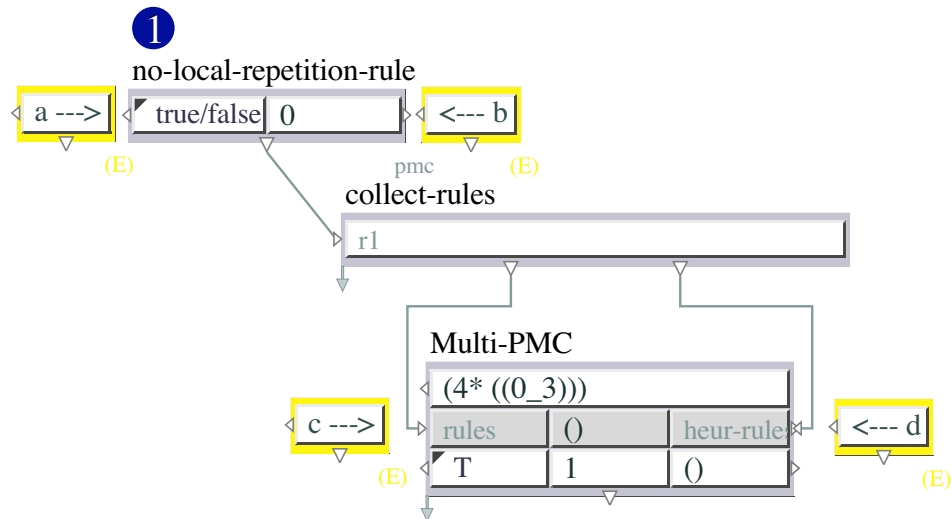 1
no-local-repetition-rule
a ---> true/false 0 <--- b
(E) pmc (E)
collect-rules
r1
Multi-PMC
(4* ((0_3)))
c ---> rules () heur-rules <--- d
T 1 ()
(E) (E)